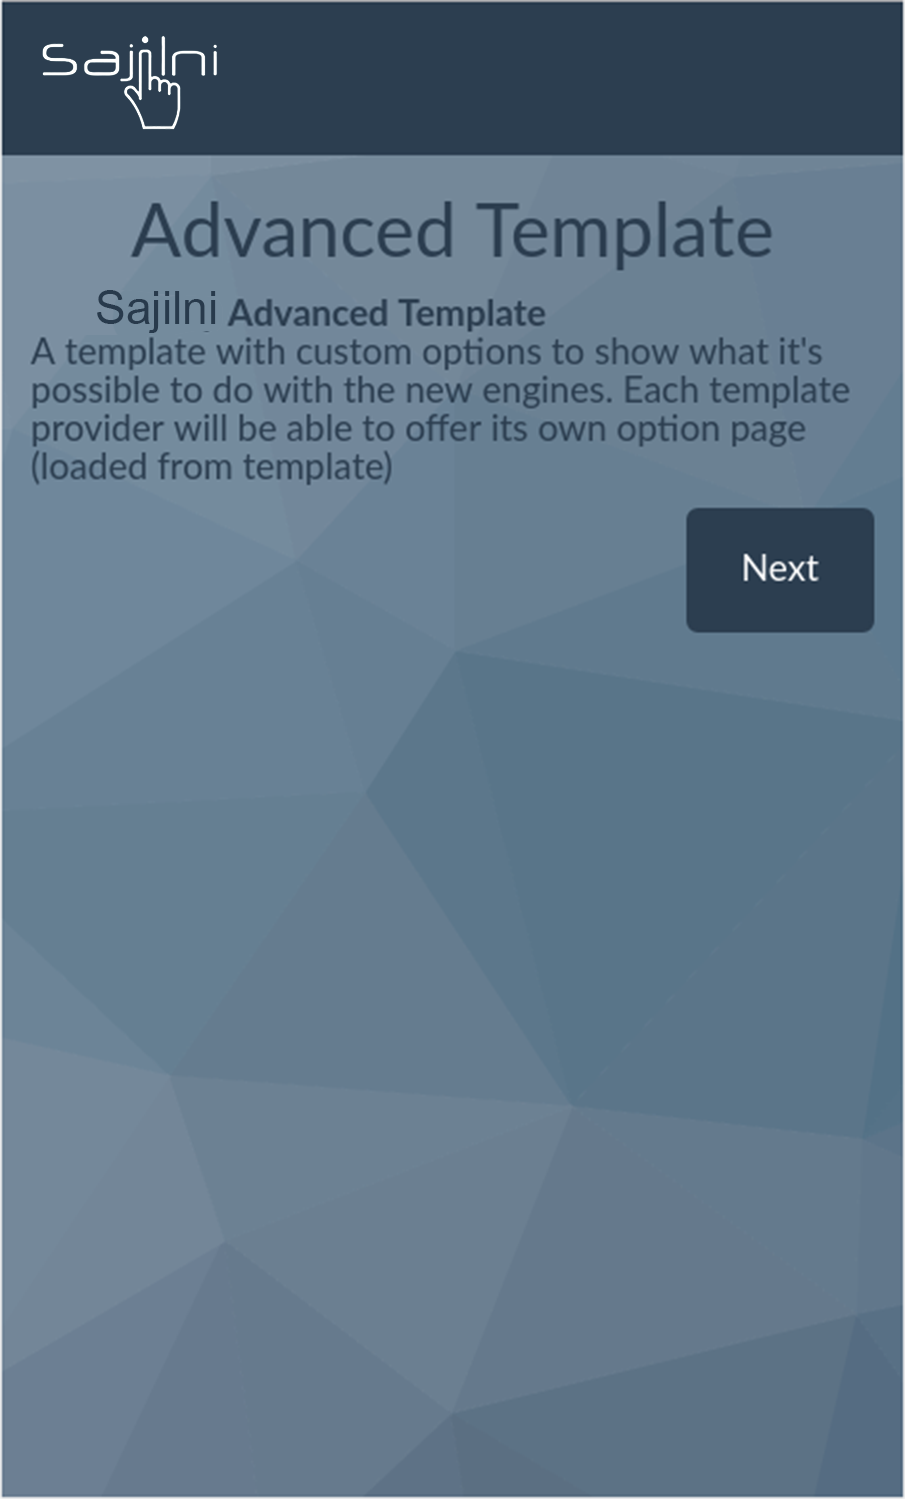 Sajilni
Advanced Template
Sajilni Advanced Template
A template with custom options to show what it's
possible to do with the new engines. Each template
provider will be able to offer its own option page
(loaded from template)
Next